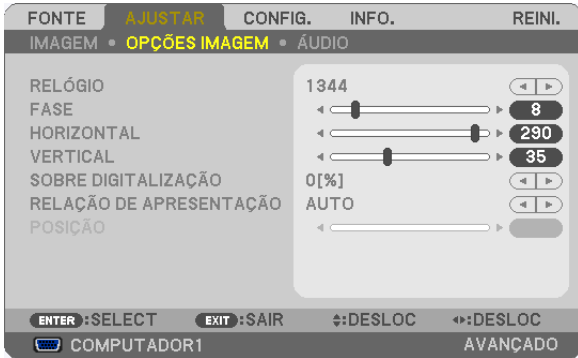 FONTE AJUSTAR CONFIG. INFO. REINI.
IMAGEM • OPÇÕES IMAGEM • ÁUDIO
RELÓGIO 1344
FASE 8
HORIZONTAL 290
VERTICAL 35
SOBRE DIGITALIZAÇÃO 0[%]
RELAÇÃO DE APRESENTAÇÃO AUTO
POSIÇÃO
ENTER :SELECT EXIT :SAIR :DESLOC :DESLOC
COMPUTADOR1 AVANÇADO